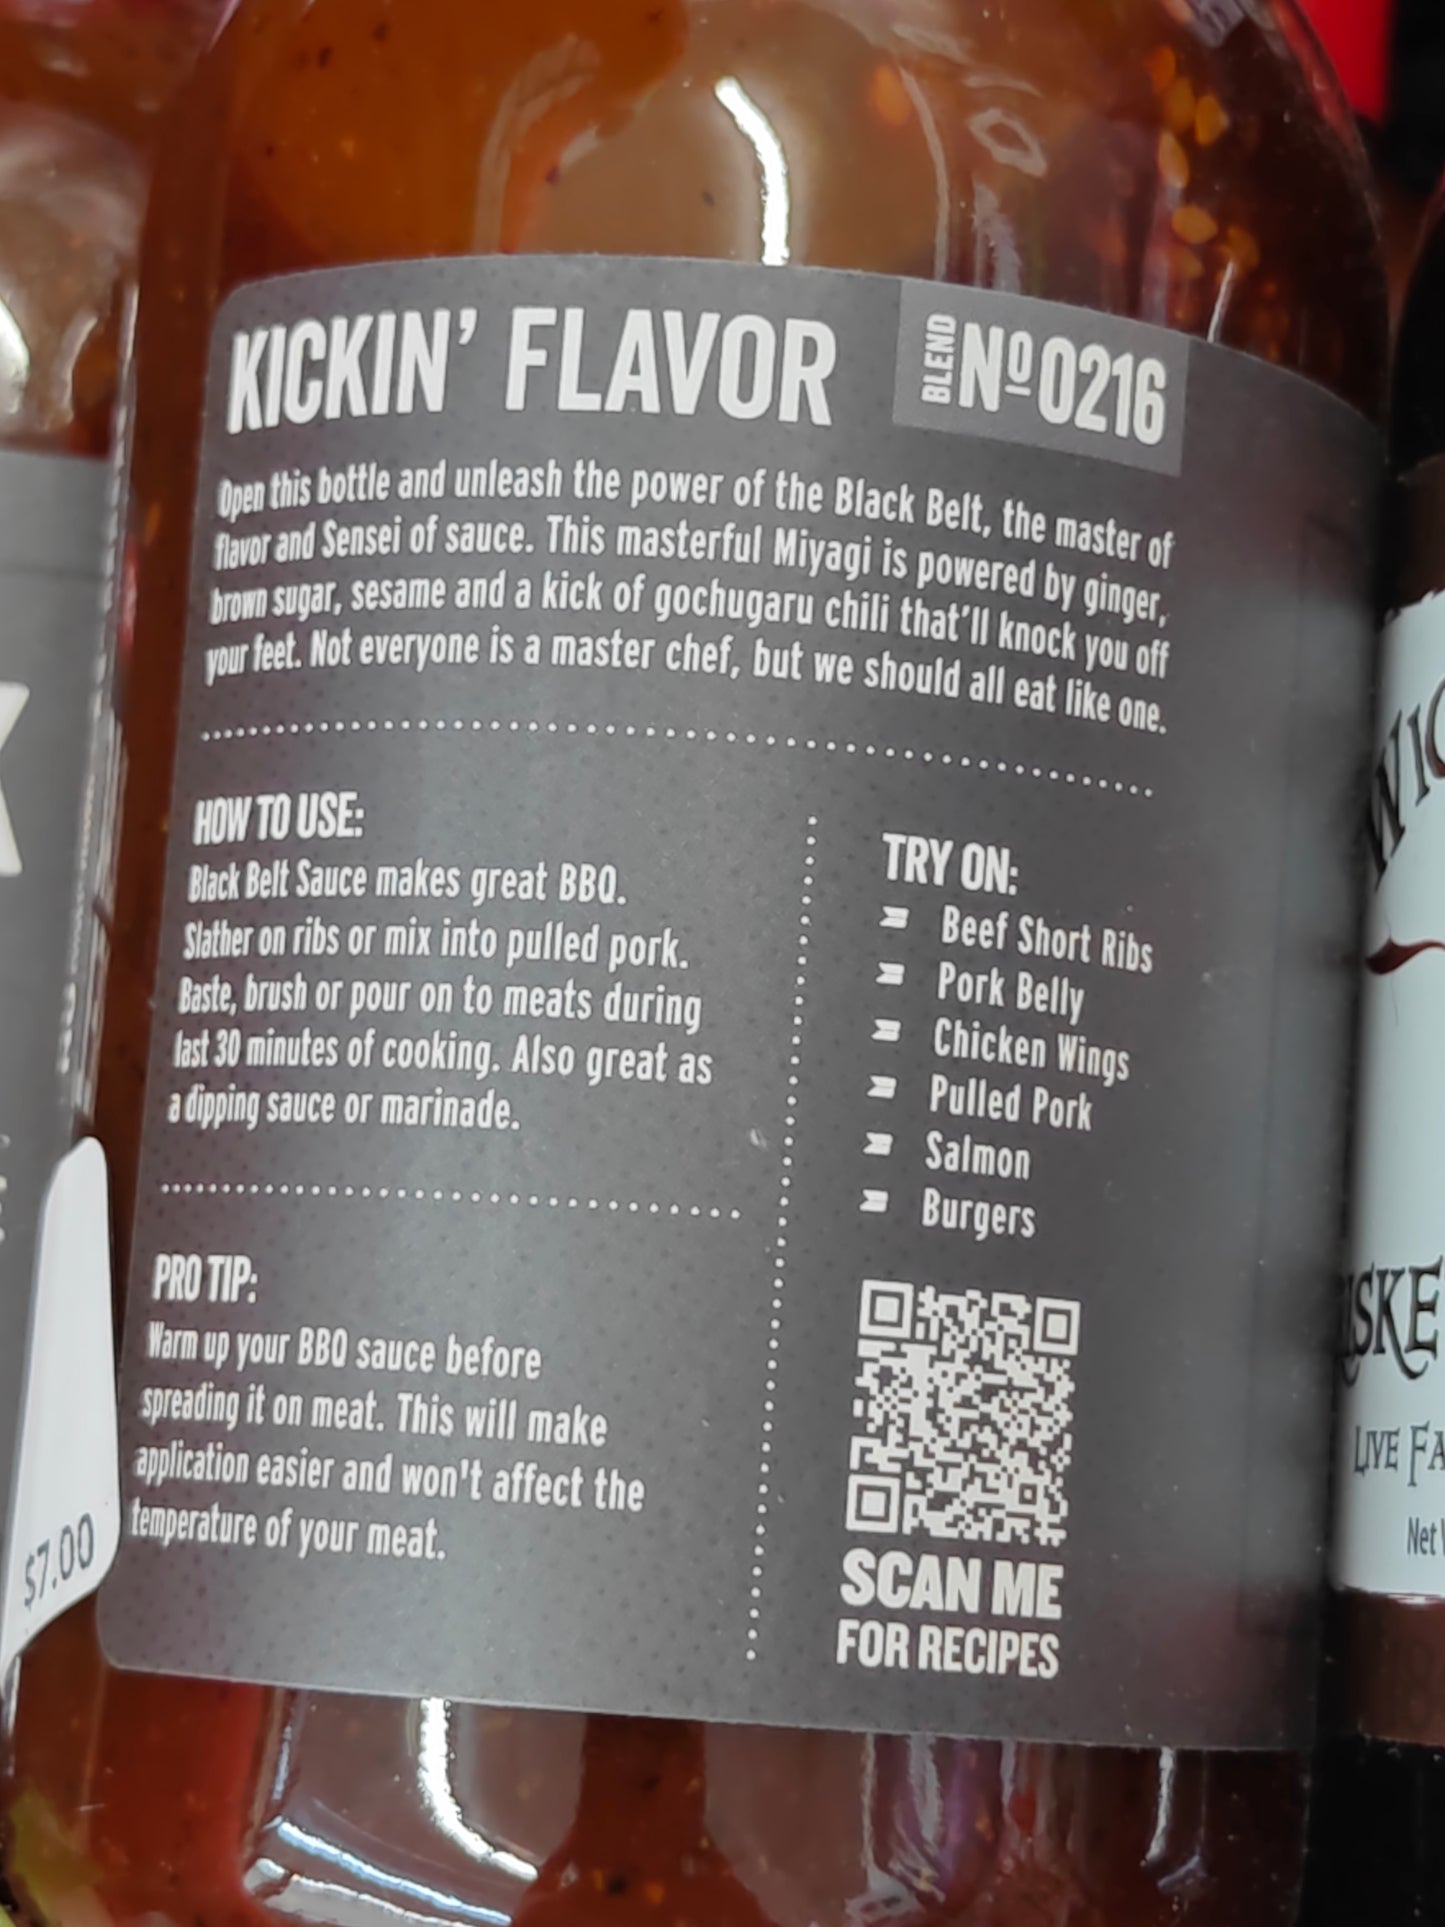 KICKIN' FLAVOR
BLEND Nº0216
Open this bottle and unleash the power of the Black Belt, the master of
flavor and Sensei of sauce. This masterful Miyagi is powered by ginger,
brown sugar, sesame and a kick of gochugaru chili that'll knock you off
your feet. Not everyone is a master chef, but we should all eat like one.
HOW TO USE:
Black Belt Sauce makes great BBQ.
Slather on ribs or mix into pulled pork.
Baste, brush or pour on to meats during
last 30 minutes of cooking. Also great as
a dipping sauce or marinade.
PRO TIP:
Warm up your BBQ sauce before
spreading it on meat. This will make
application easier and won't affect the
temperature of your meat.
TRY ON:
Beef Short Ribs
Pork Belly
Chicken Wings
Pulled Pork
Salmon
Burgers
SCAN ME
FOR RECIPES
$7.00
LIVE
Net